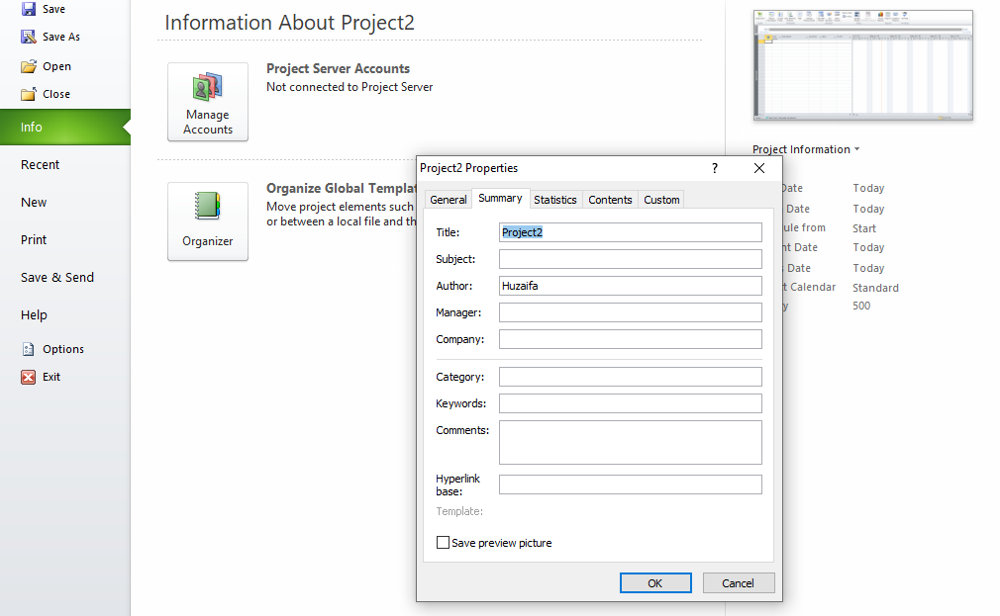 Save
Save As
Open
Close
Info
Recent
New
Print
Save & Send
Help
Options
Exit
Information About Project2
Manage
Accounts
Project Server Accounts
Not connected to Project Server
Organizer
Organize Global
Move project elements such
or between a local file and
Project Information
Date Today
Date Today
from Start
Date Today
Date Today
Calendar Standard
500
Project2 Properties
?
General Summary Statistics Contents Custom
Title: Project2
Subject:
Author: Huzaifa
Manager:
Company:
Category:
Keywords:
Comments:
Hyperlink
base:
Template:
Save preview picture
OK Cancel